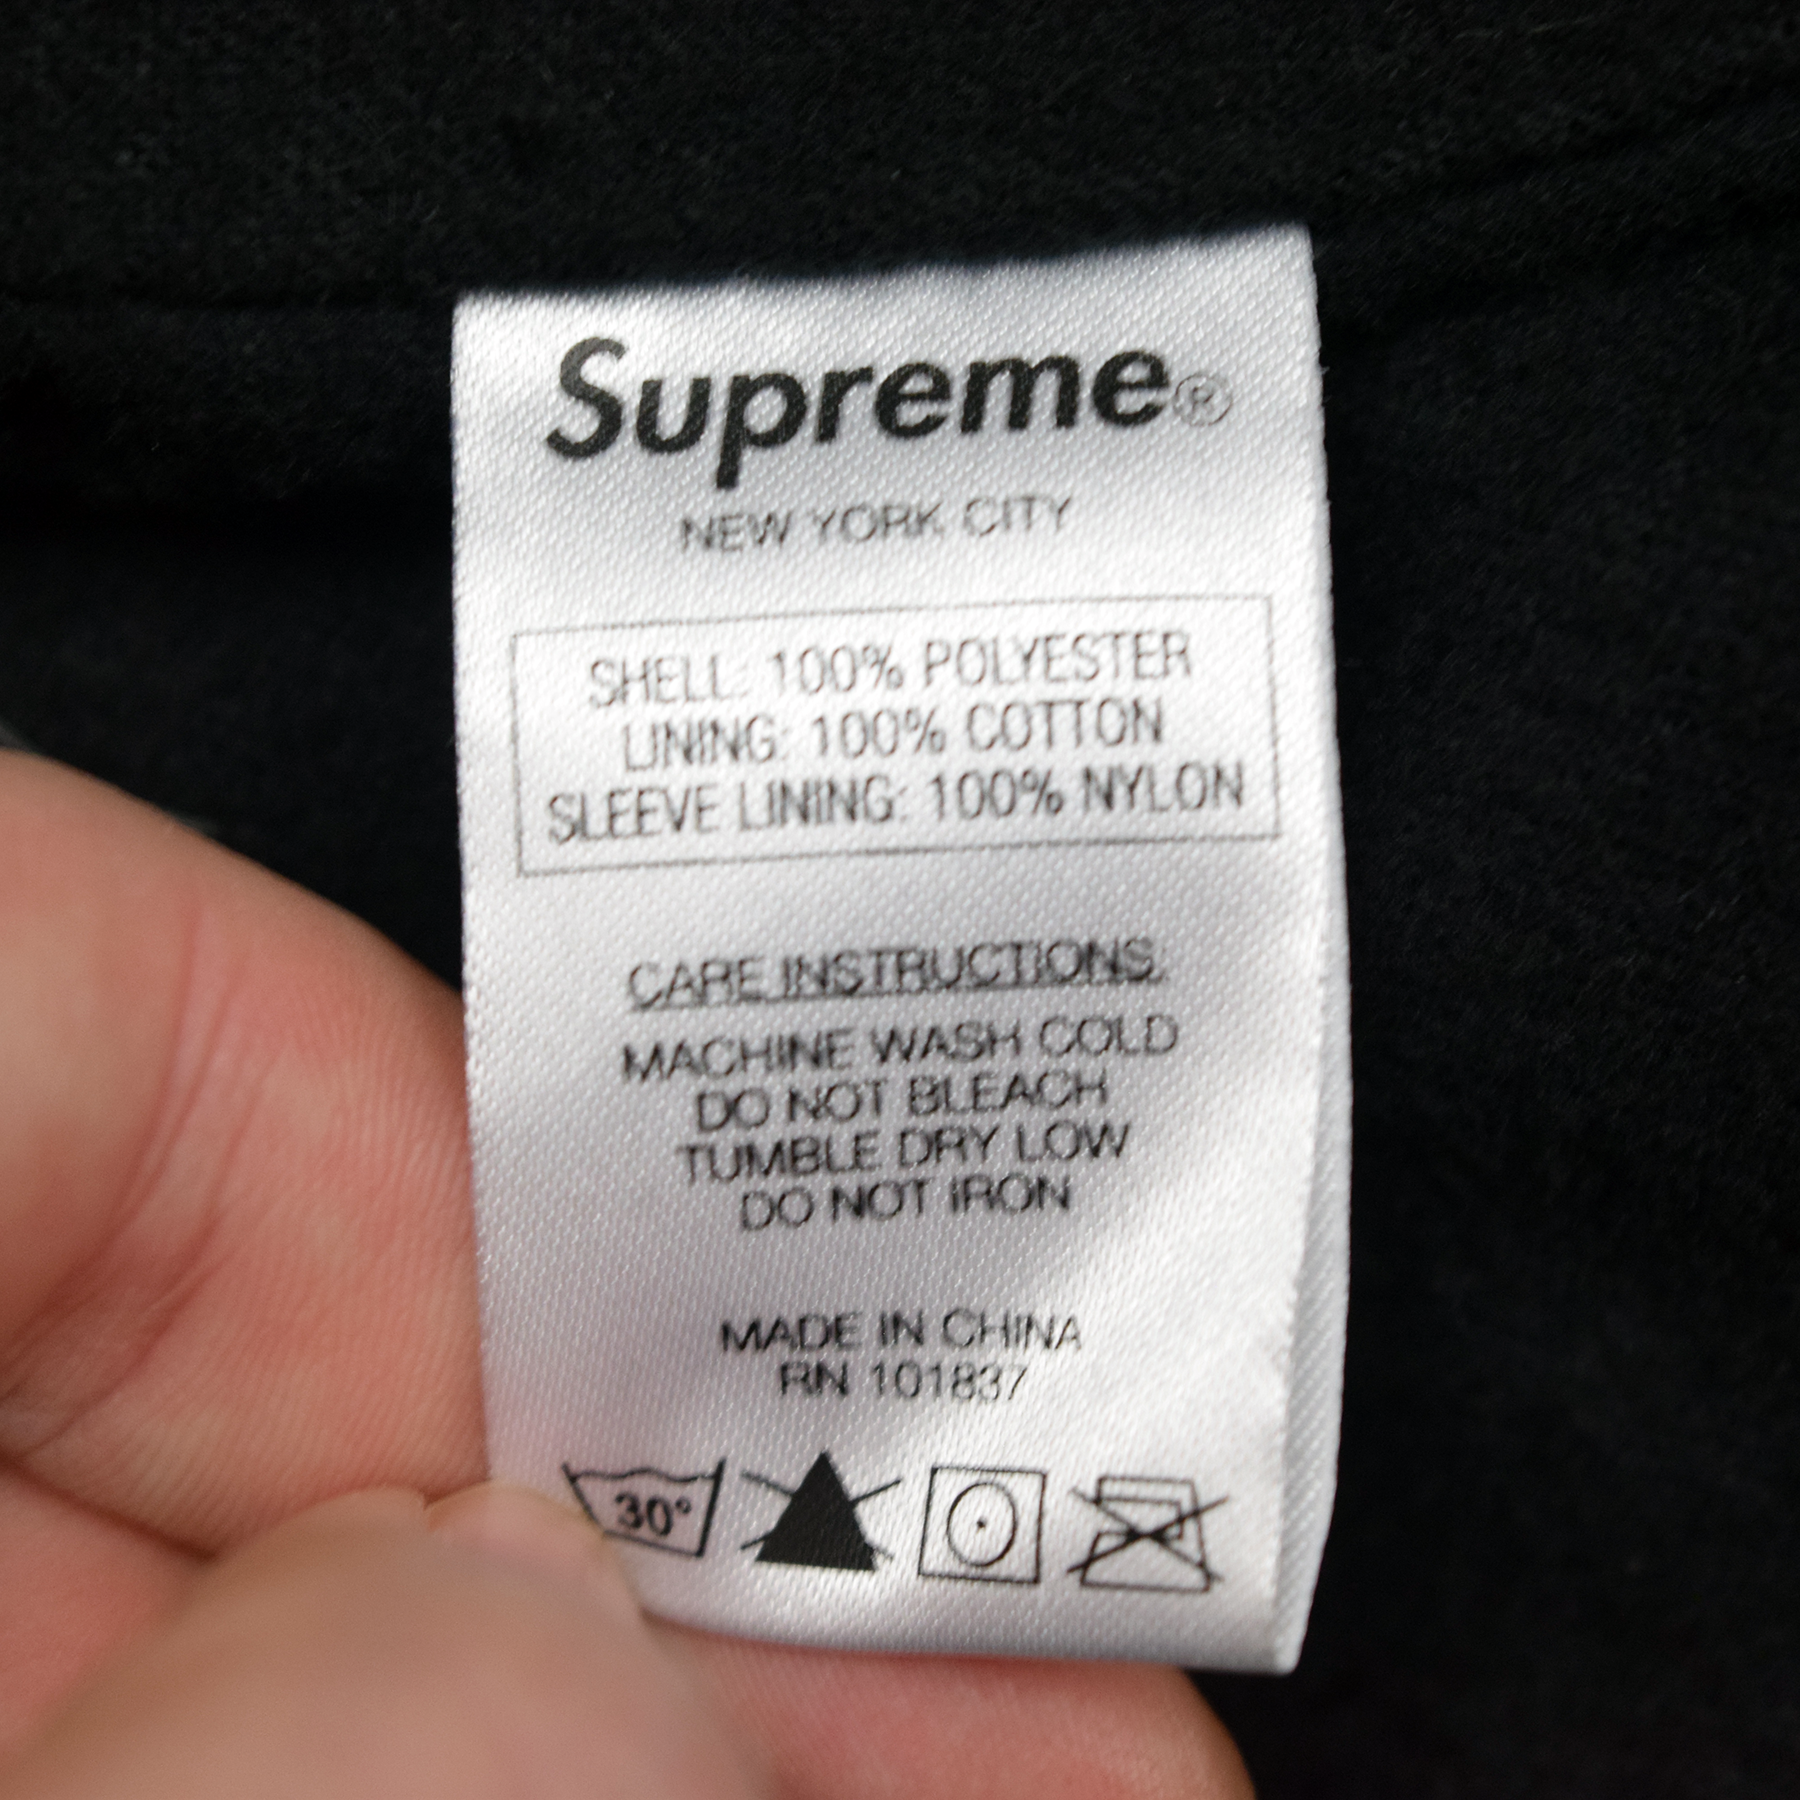 Supreme®
NEW YORK CITY
SHELL: 100% POLYESTER
LINING: 100% COTTON
SLEEVE LINING: 100% NYLON
CARE INSTRUCTIONS:
MACHINE WASH COLD
DO NOT BLEACH
TUMBLE DRY LOW
DO NOT IRON
MADE IN CHINA
RN 101837
30°